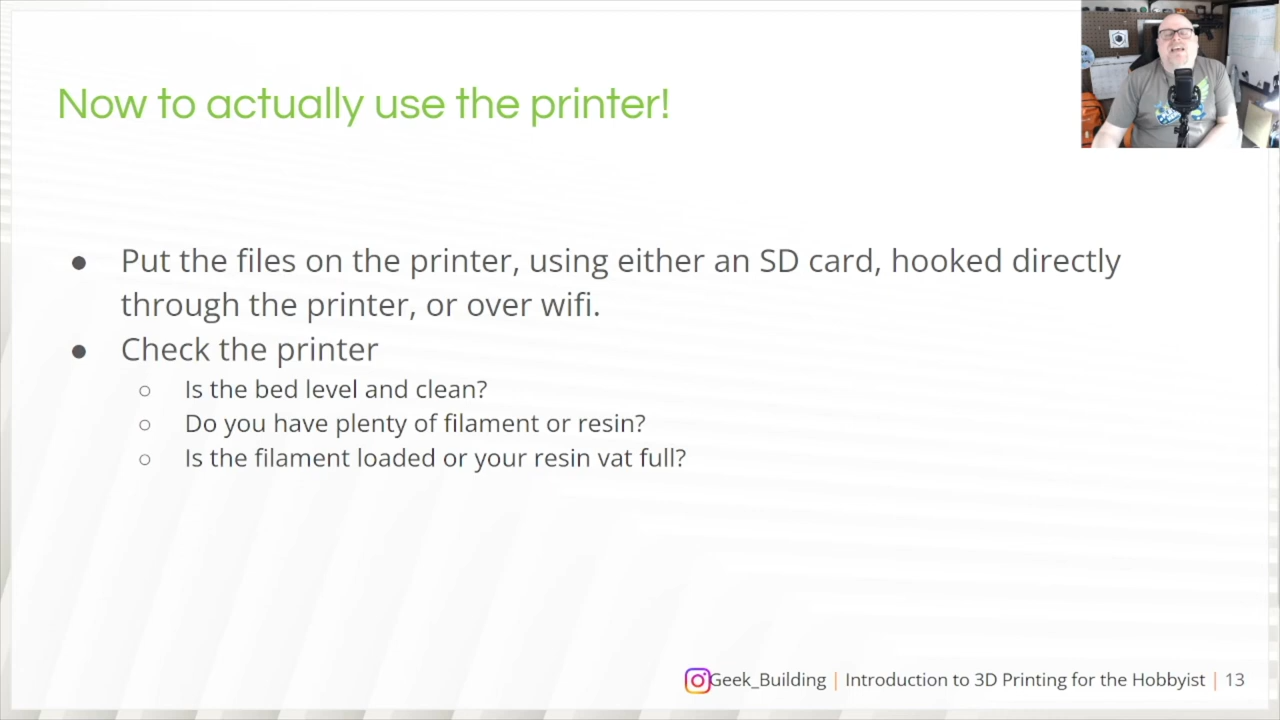 Now to actually use the printer!
● Put the files on the printer, using either an SD card, hooked directly
through the printer, or over wifi.
● Check the printer
○ Is the bed level and clean?
○ Do you have plenty of filament or resin?
○ Is the filament loaded or your resin vat full?
Geek_Building | Introduction to 3D Printing for the Hobbyist | 13